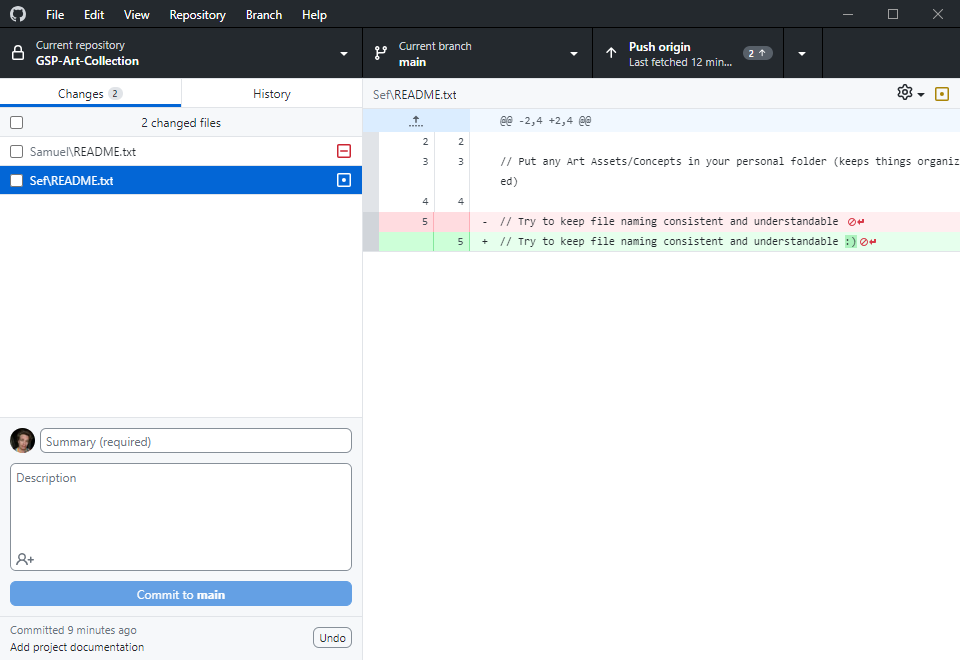 File Edit View Repository Branch Help
Current repository
GSP-Art-Collection
Current branch
main
Push origin
Last fetched 12 min...
2
Changes 2
History
2 changed files
Samuel\README.txt
Sef\README.txt
Summary (required)
Description
Commit to main
Committed 9 minutes ago
Add project documentation
Undo
Sef\README.txt
@@ -2,4 +2,4 @@
2 2
3 3 // Put any Art Assets/Concepts in your personal folder (keeps things organiz
ed)
4 4
5 - // Try to keep file naming consistent and understandable
5 + // Try to keep file naming consistent and understandable :)